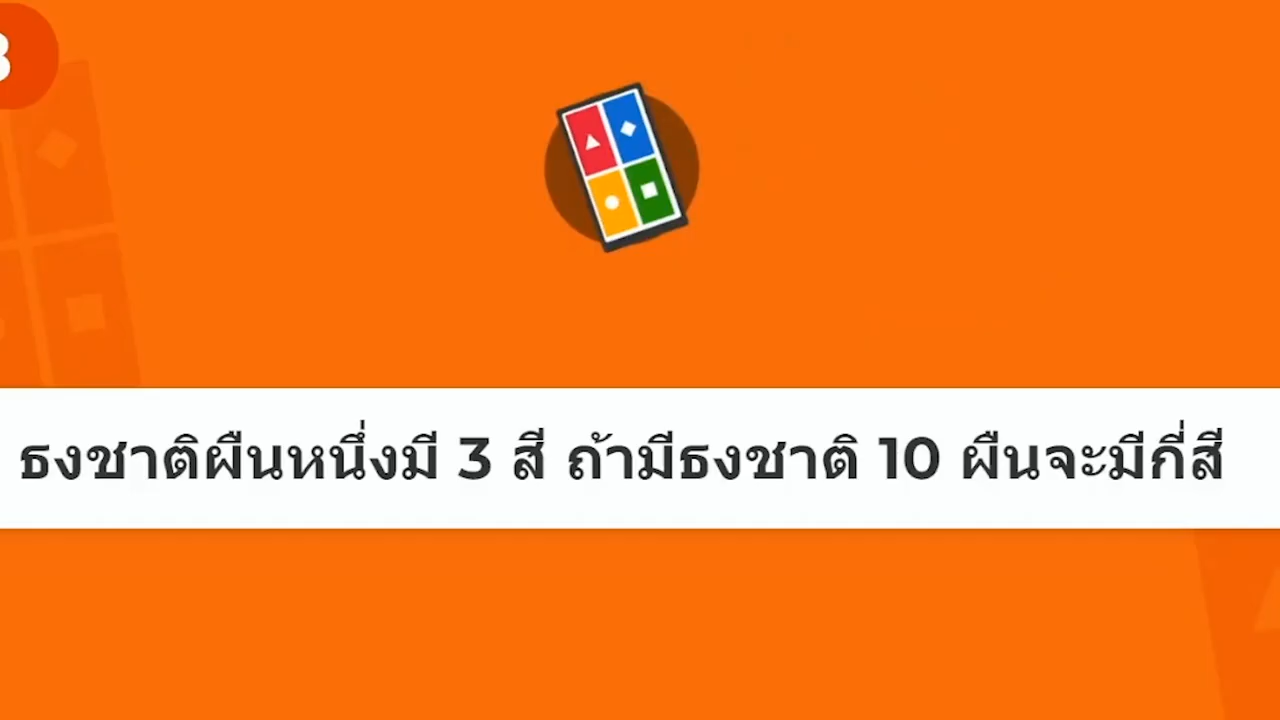 ธงชาติผืนหนึ่งมี 3 สี ถ้ามีธงชาติ 10 ผืนจะมีกี่สี